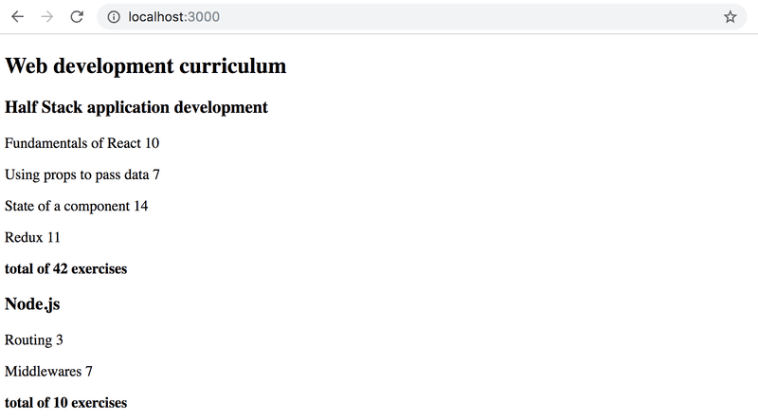 localhost:3000
Web development curriculum
Half Stack application development
Fundamentals of React 10
Using props to pass data 7
State of a component 14
Redux 11
total of 42 exercises
Node.js
Routing 3
Middlewares 7
total of 10 exercises